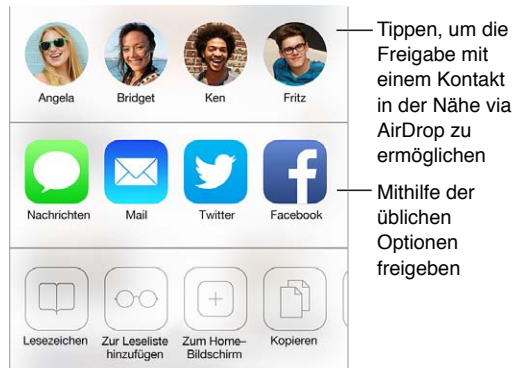 Angela Bridget Ken Fritz
Tippen, um die
Freigabe mit
einem Kontakt
in der Nähe via
AirDrop zu
ermöglichen
Nachrichten Mail Twitter Facebook
Mithilfe der
üblichen
Optionen
freigeben
Lesezeichen Zur Leseliste Zum Home– Kopieren
hinzufügen Bildschirm